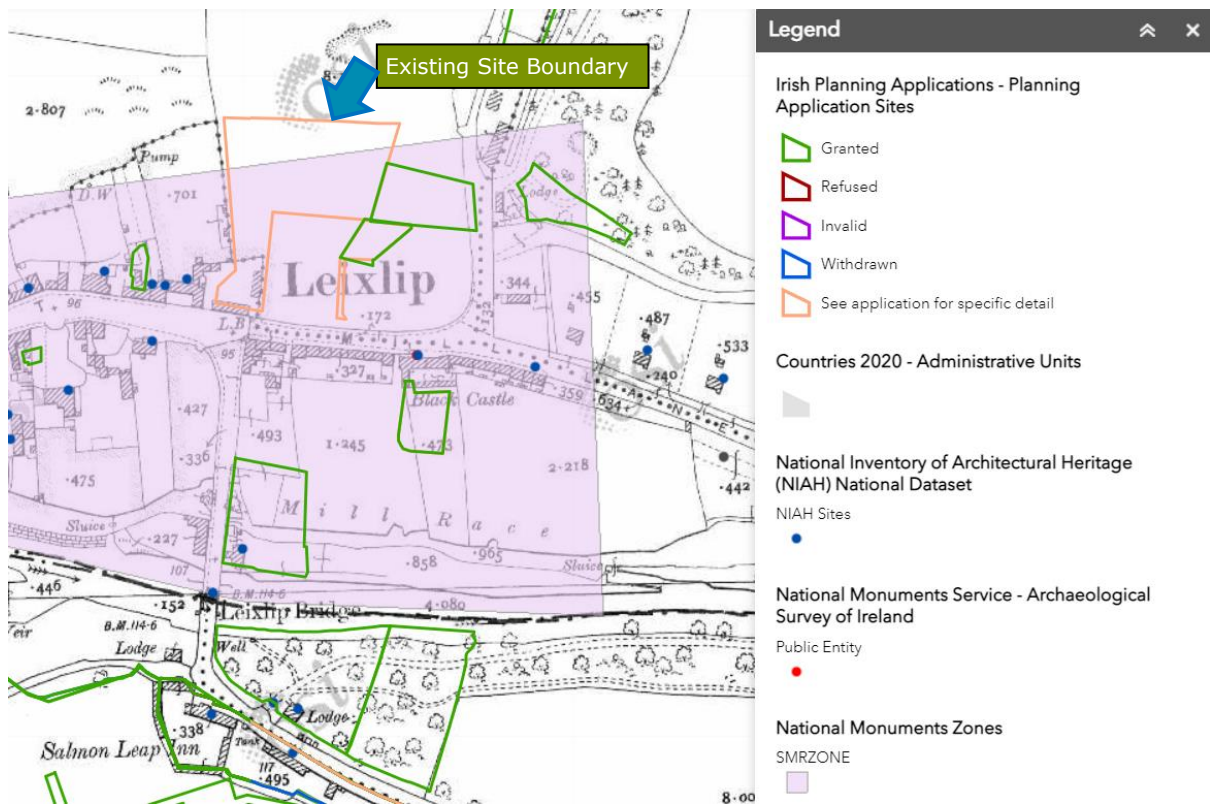 Existing Site Boundary
2·807
Pump
D.W
·701
Lodge
Leixlip
·344
·455
·487
·533
96
L.B
·172
132
95
·327
·240
359
·634
M I L L L A N E
Black Castle
·427
·493
1·245
·473
·336
2·218
·442
·475
Mill Race
Sluice
·227
·858
·965
Sluice
107
·446
B.M.114·6
·152
Leixlip Bridge
4·080
B.M.114·6
Lodge
Well
Lodge
·338
Salmon Leap Inn
Tank
117
·495
8·00
Legend
Irish Planning Applications - Planning
Application Sites
Granted
Refused
Invalid
Withdrawn
See application for specific detail
Countries 2020 - Administrative Units
National Inventory of Architectural Heritage
(NIAH) National Dataset
NIAH Sites
National Monuments Service - Archaeological
Survey of Ireland
Public Entity
National Monuments Zones
SMRZONE